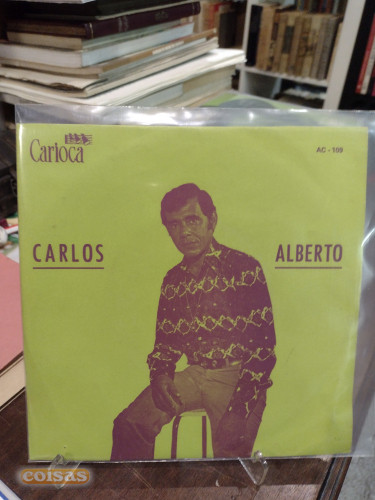 Carioca
AC - 109
CARLOS
ALBERTO
coisas